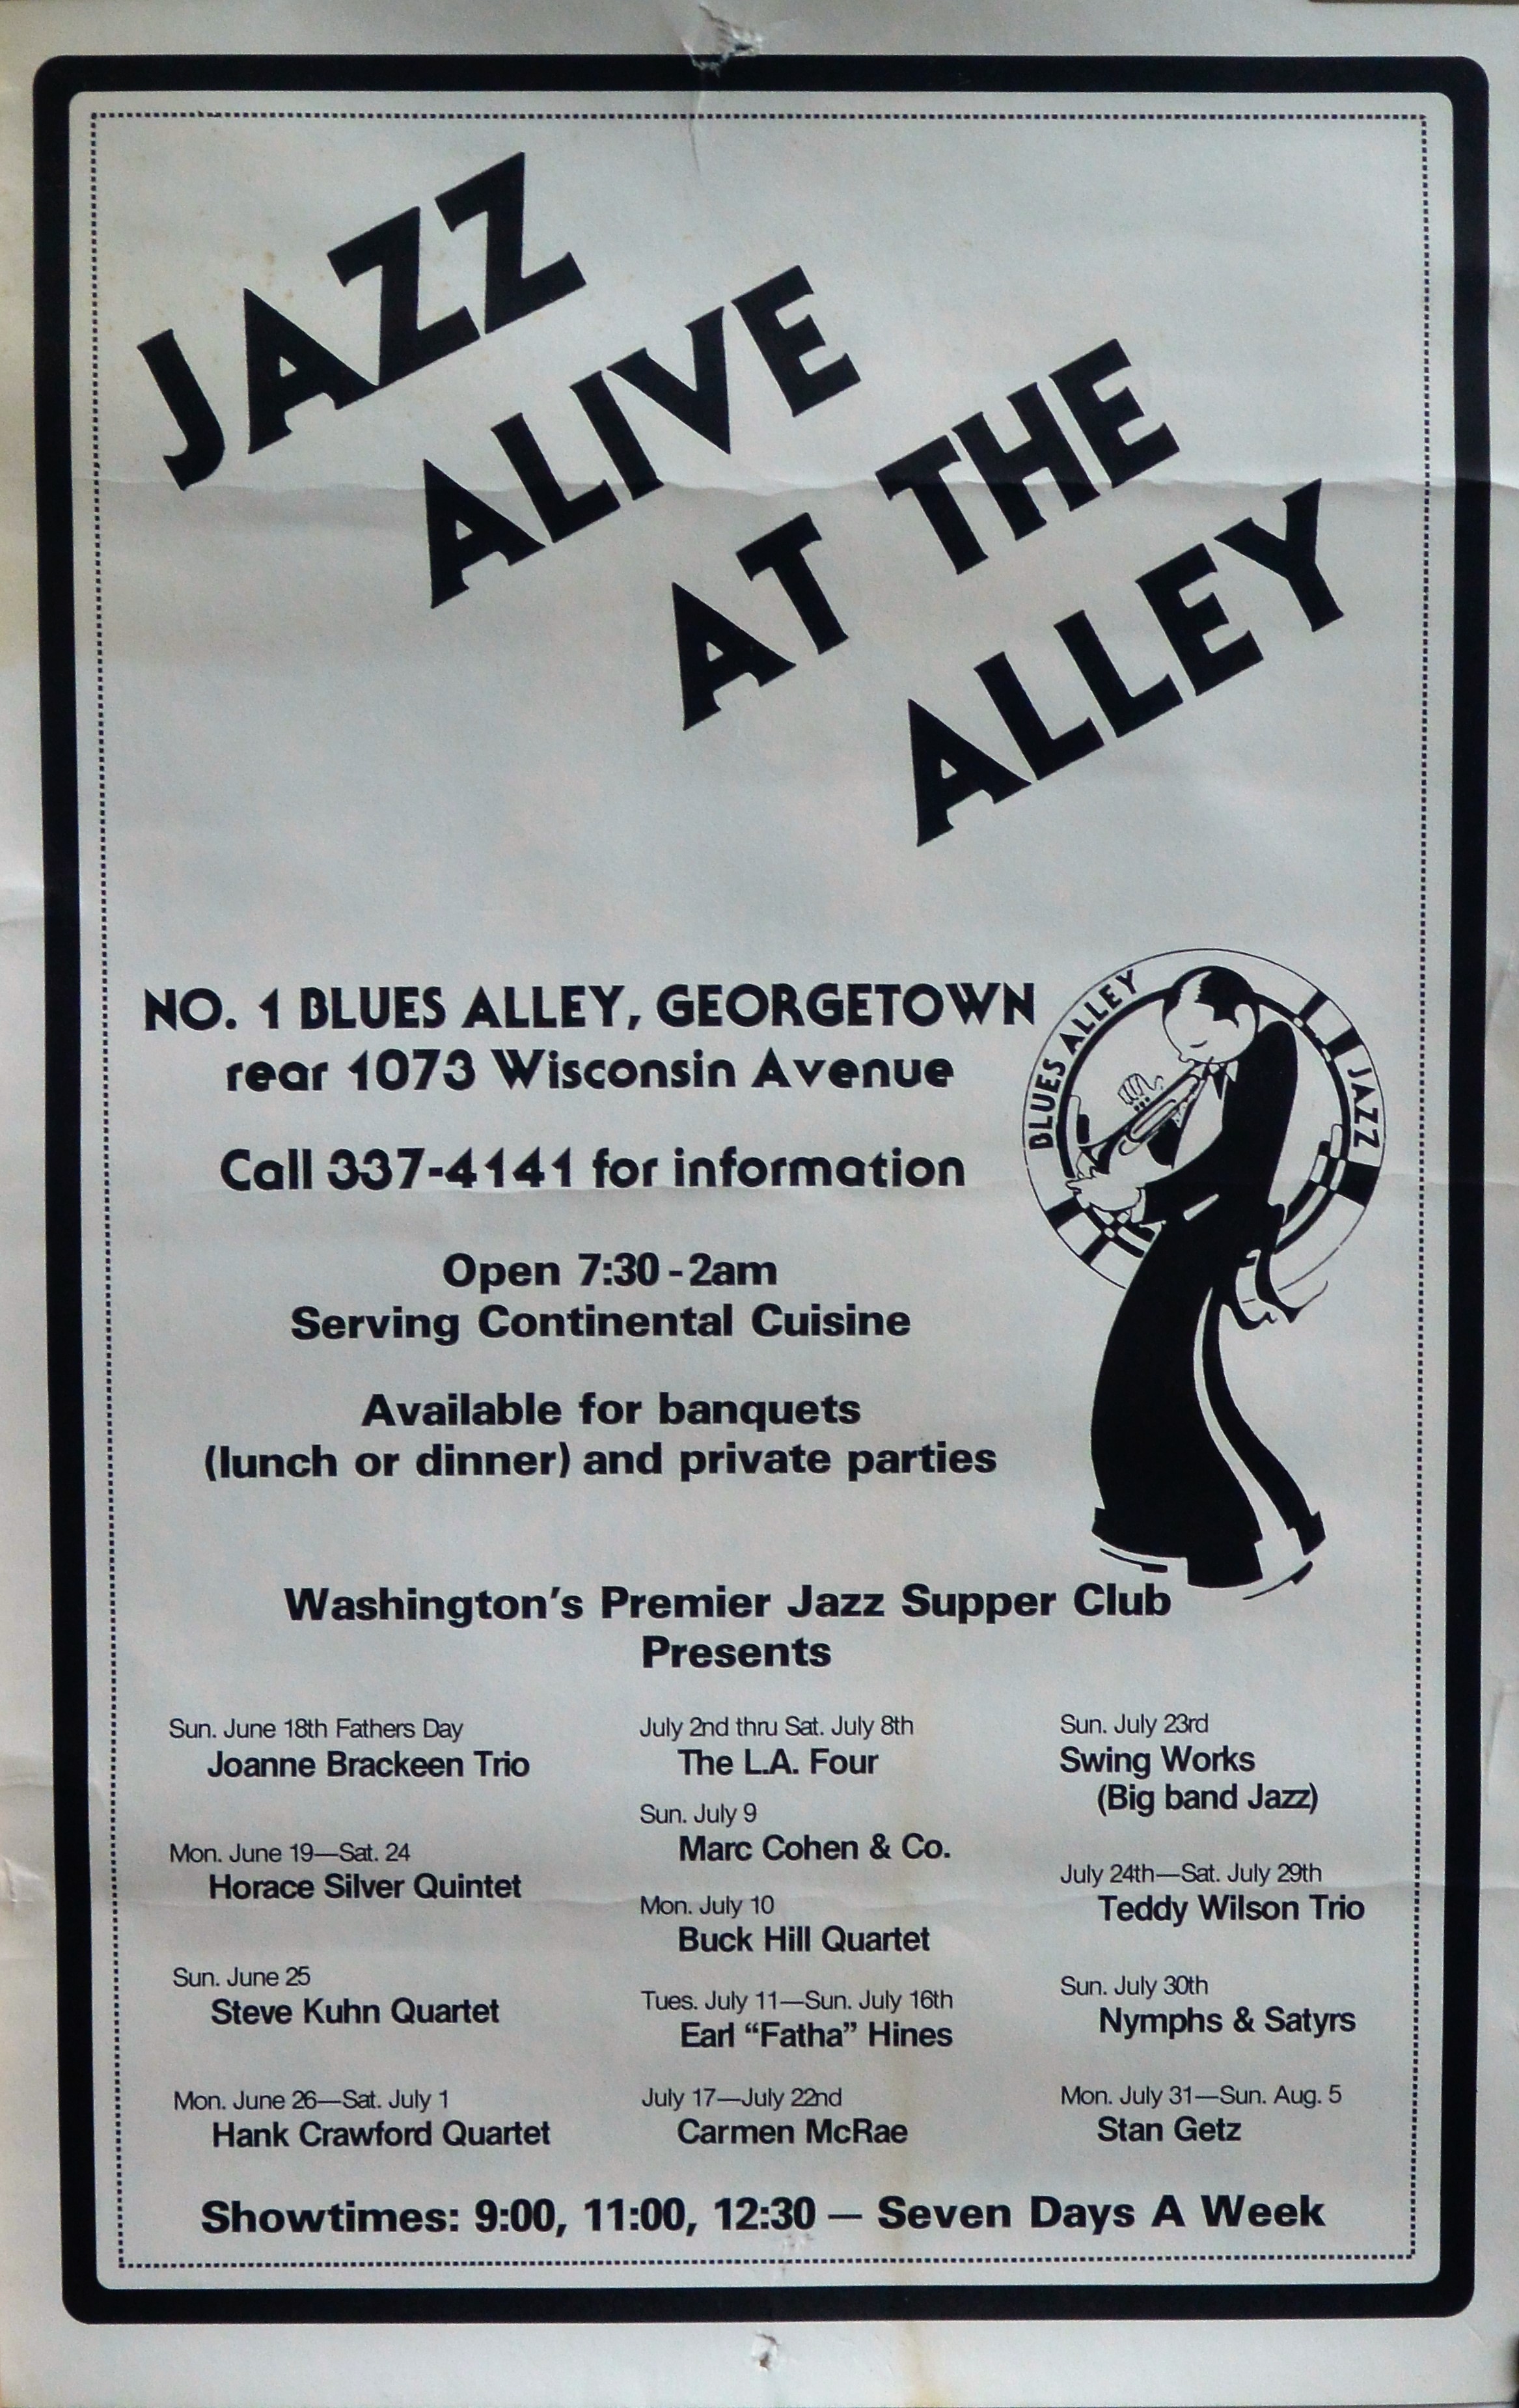 JAZZ
ALIVE
AT THE
ALLEY
NO. 1 BLUES ALLEY, GEORGETOWN
rear 1073 Wisconsin Avenue
Call 337-4141 for information
BLUES ALLEY JAZZ
Open 7:30-2am
Serving Continental Cuisine
Available for banquets
(lunch or dinner) and private parties
Washington's Premier Jazz Supper Club
Presents
Sun. June 18th Fathers Day
Joanne Brackeen Trio
Mon. June 19—Sat. 24
Horace Silver Quintet
Sun. June 25
Steve Kuhn Quartet
Mon. June 26—Sat. July 1
Hank Crawford Quartet
July 2nd thru Sat. July 8th
The L.A. Four
Sun. July 9
Marc Cohen & Co.
Mon. July 10
Buck Hill Quartet
Tues. July 11—Sun. July 16th
Earl “Fatha” Hines
July 17—July 22nd
Carmen McRae
Sun. July 23rd
Swing Works
(Big band Jazz)
July 24th—Sat. July 29th
Teddy Wilson Trio
Sun. July 30th
Nymphs & Satyrs
Mon. July 31—Sun. Aug. 5
Stan Getz
Showtimes: 9:00, 11:00, 12:30 — Seven Days A Week